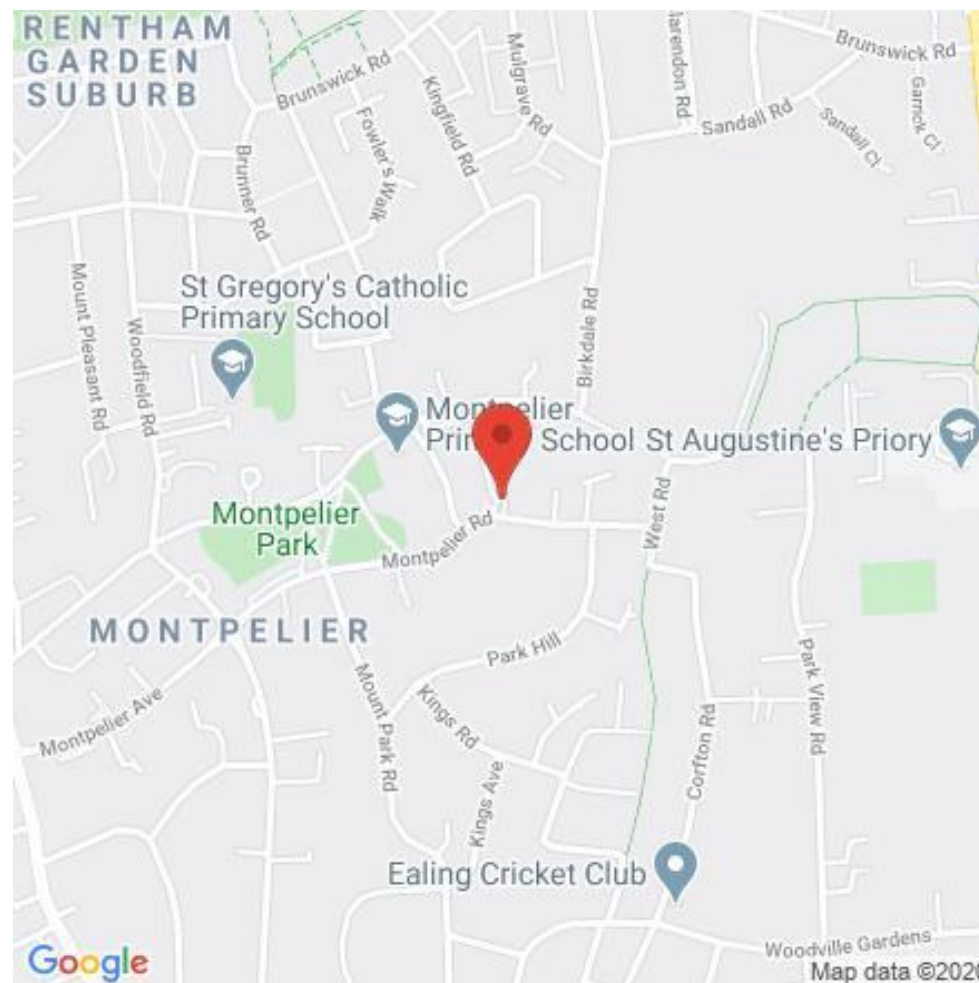 RENTHAM
GARDEN
SUBURB
Brunswick Rd
Mulgrave Rd
Kingfield Rd
Fowler's Walk
Brunner Rd
larendon Rd
Brunswick Rd
Garrick Cl
Sandall Rd
Sandall Cl
Mount Pleasant Rd
Woodfield Rd
St Gregory's Catholic
Primary School
Birkdale Rd
Montpelier
Primary School
St Augustine's Priory
Montpelier
Park
Montpelier Rd
West Rd
MONTPELIER
Park Hill
Park View Rd
Montpelier Ave
Mount Park Rd
Kings Rd
Kings Ave
Corfton Rd
Ealing Cricket Club
Woodville Gardens
Google
Map data ©2020